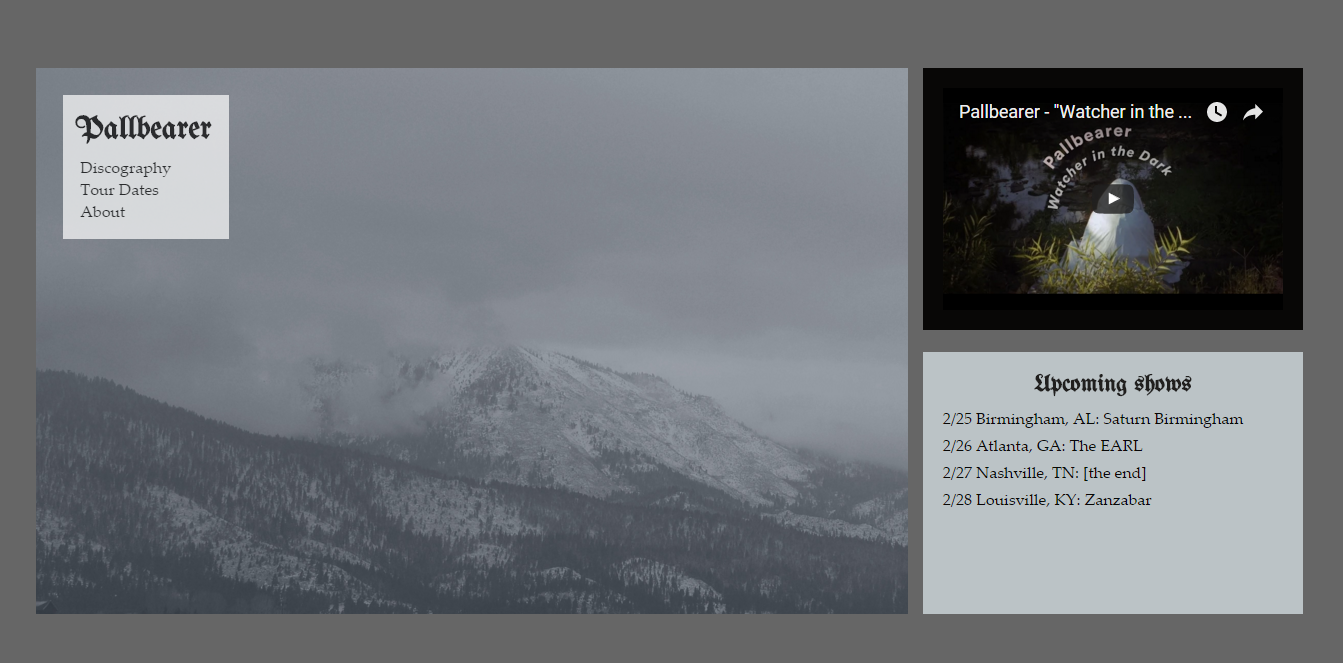 Pallbearer
Discography
Tour Dates
About
Pallbearer - "Watcher in the ...
Pallbearer
Watcher in the Dark
Upcoming shows
2/25 Birmingham, AL: Saturn Birmingham
2/26 Atlanta, GA: The EARL
2/27 Nashville, TN: [the end]
2/28 Louisville, KY: Zanzabar